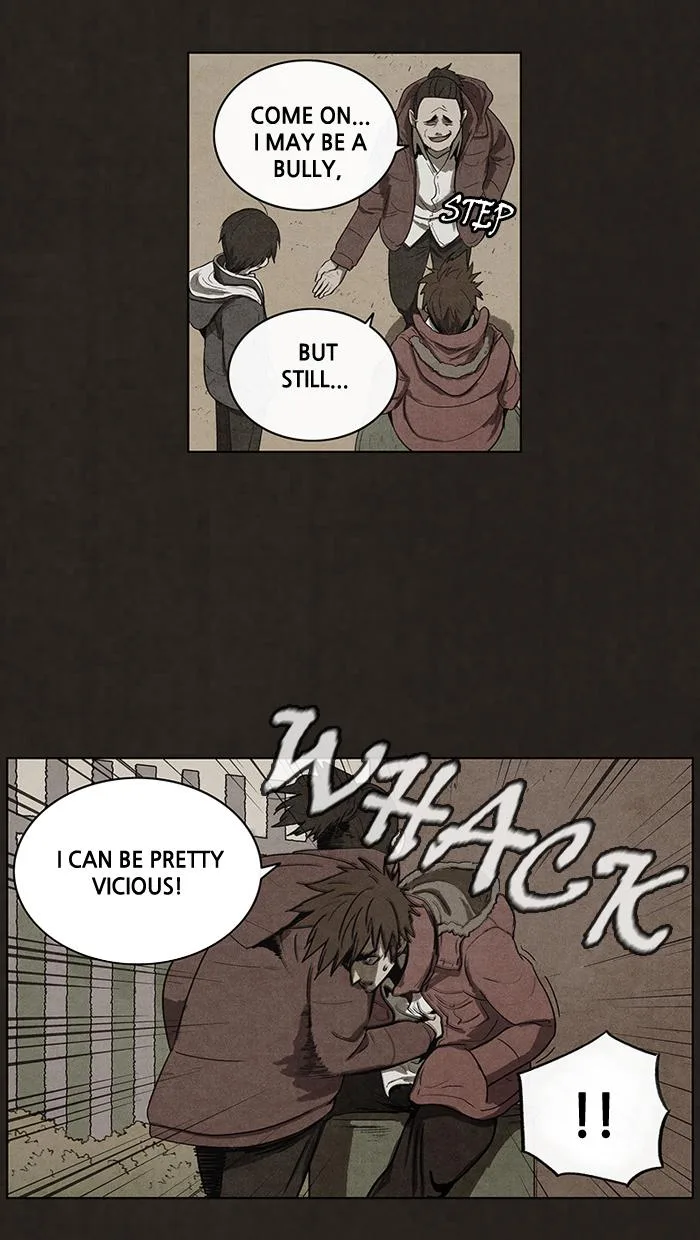 COME ON...
I MAY BE A
BULLY,
STEP
BUT
STILL...
WHACK
I CAN BE PRETTY
VICIOUS!
!!